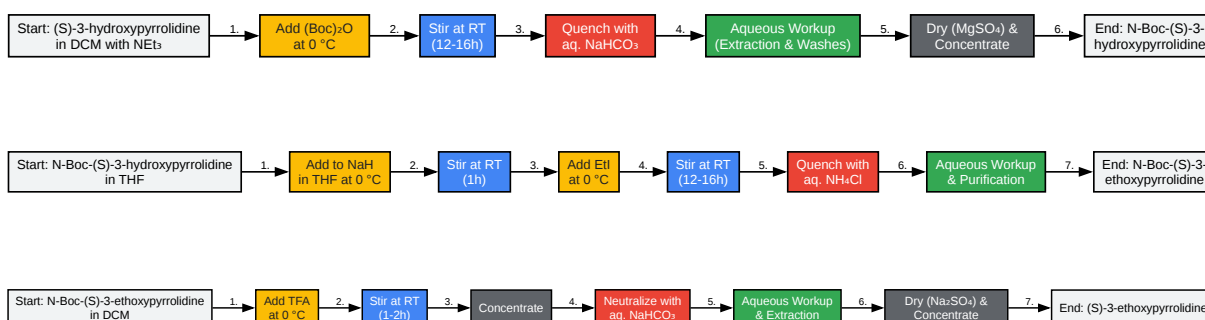 Start: (S)-3-hydroxypyrrolidine
in DCM with NEt₃
1.
Add (Boc)₂O
at 0 °C
2.
Stir at RT
(12-16h)
3.
Quench with
aq. NaHCO₃
4.
Aqueous Workup
(Extraction & Washes)
5.
Dry (MgSO₄) &
Concentrate
6.
End: N-Boc-(S)-3-
hydroxypyrrolidine
Start: N-Boc-(S)-3-hydroxypyrrolidine
in THF
1.
Add to NaH
in THF at 0 °C
2.
Stir at RT
(1h)
3.
Add EtI
at 0 °C
4.
Stir at RT
(12-16h)
5.
Quench with
aq. NH₄Cl
6.
Aqueous Workup
& Purification
7.
End: N-Boc-(S)-3-
ethoxypyrrolidine
Start: N-Boc-(S)-3-ethoxypyrrolidine
in DCM
1.
Add TFA
at 0 °C
2.
Stir at RT
(1-2h)
3.
Concentrate
4.
Neutralize with
aq. NaHCO₃
5.
Aqueous Workup
& Extraction
6.
Dry (Na₂SO₄) &
Concentrate
7.
End: (S)-3-ethoxypyrrolidine